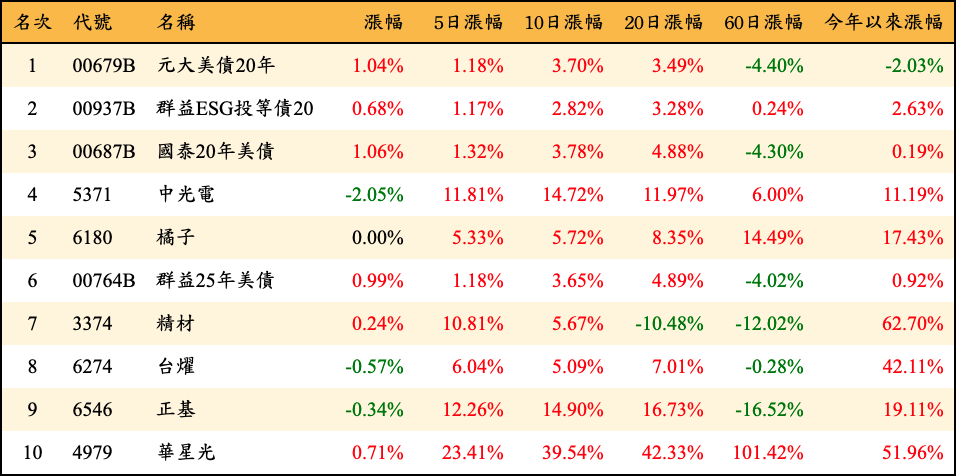 名次 代號 名稱 漲幅 5日漲幅 10日漲幅 20日漲幅 60日漲幅 今年以來漲幅
1 00679B 元大美債20年 1.04% 1.18% 3.70% 3.49% -4.40% -2.03%
2 00937B 群益ESG投等債20 0.68% 1.17% 2.82% 3.28% 0.24% 2.63%
3 00687B 國泰20年美債 1.06% 1.32% 3.78% 4.88% -4.30% 0.19%
4 5371 中光電 -2.05% 11.81% 14.72% 11.97% 6.00% 11.19%
5 6180 橘子 0.00% 5.33% 5.72% 8.35% 14.49% 17.43%
6 00764B 群益25年美債 0.99% 1.18% 3.65% 4.89% -4.02% 0.92%
7 3374 精材 0.24% 10.81% 5.67% -10.48% -12.02% 62.70%
8 6274 台燿 -0.57% 6.04% 5.09% 7.01% -0.28% 42.11%
9 6546 正基 -0.34% 12.26% 14.90% 16.73% -16.52% 19.11%
10 4979 華星光 0.71% 23.41% 39.54% 42.33% 101.42% 51.96%